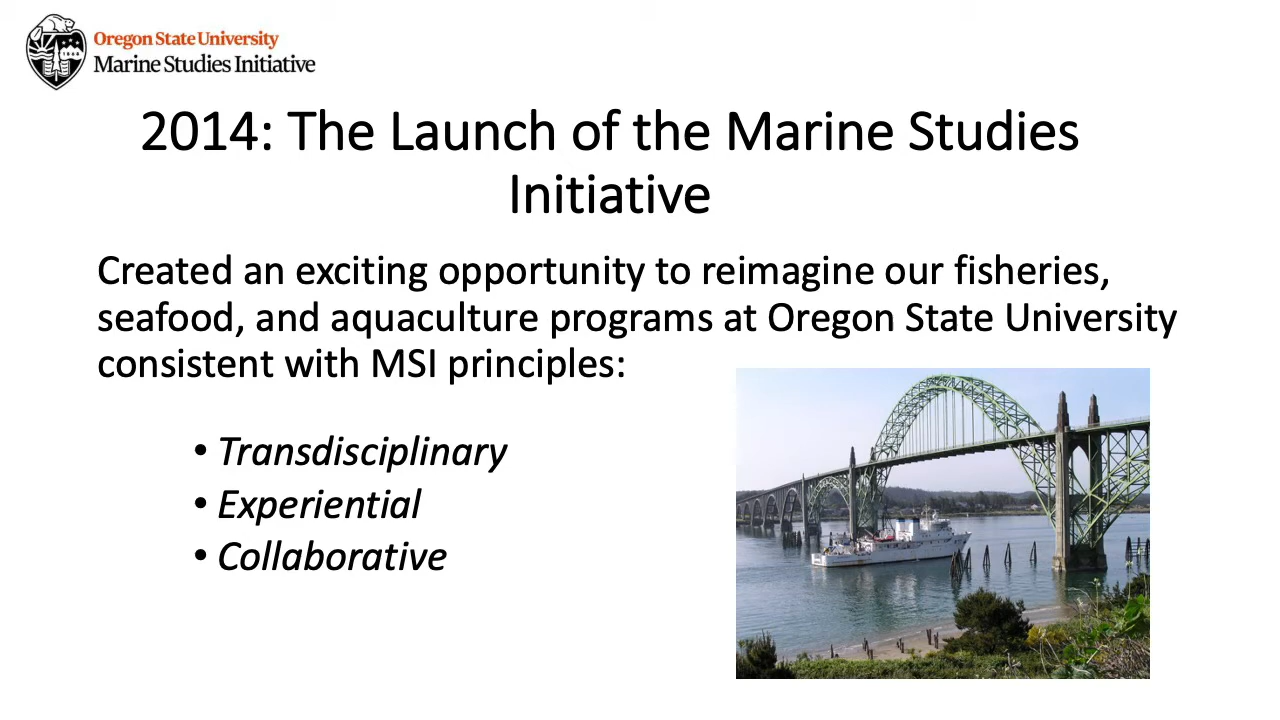 Oregon State University
Marine Studies Initiative
2014: The Launch of the Marine Studies
Initiative
Created an exciting opportunity to reimagine our fisheries,
seafood, and aquaculture programs at Oregon State University
consistent with MSI principles:
• Transdisciplinary
• Experiential
• Collaborative